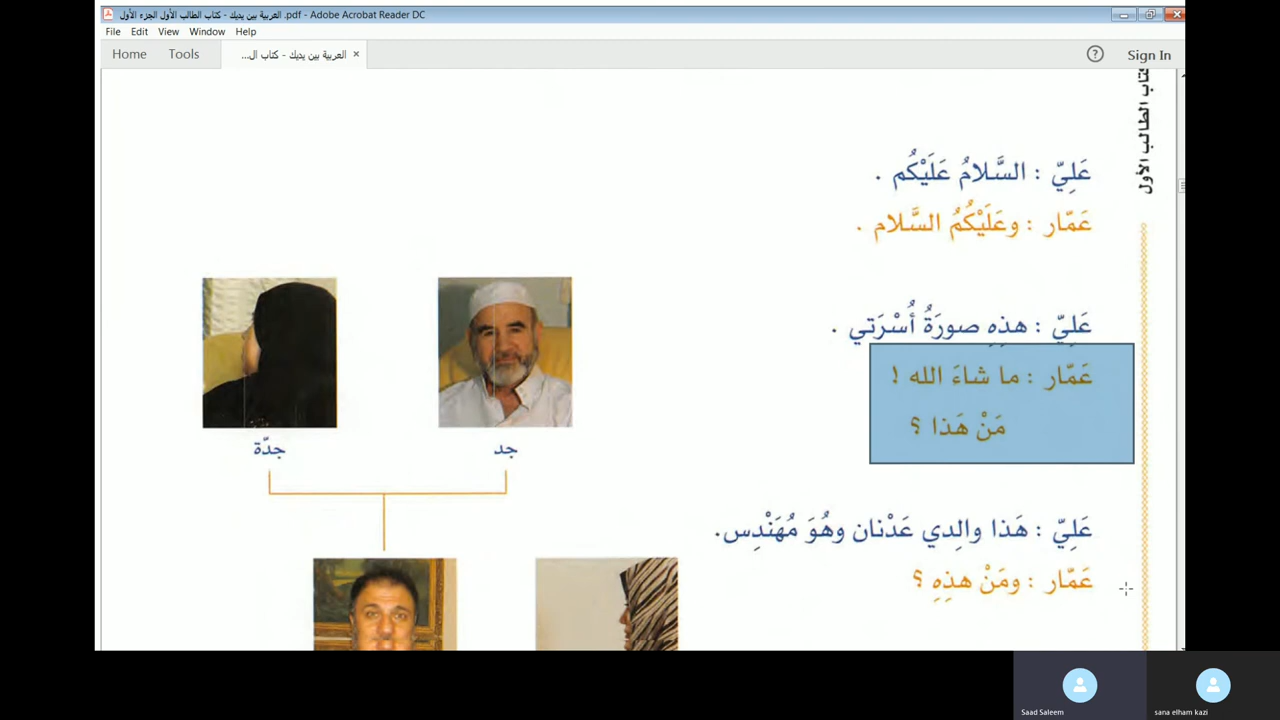 العربية بين يديك - كتاب الطالب الأول الجزء الأول.pdf - Adobe Acrobat Reader DC
File Edit View Window Help
Home Tools العربية بين يديك - كتاب ال... × Sign In
كتاب الطالب الأول
عَلِيّ : السَّلامُ عَلَيْكُم .
عَمّار : وعَلَيْكُمُ السَّلام .
عَلِيّ : هذِهِ صورَةُ أُسْرَتي .
عَمّار : ما شاءَ الله !
مَنْ هَذا ؟
جد
جدّة
عَلِيّ : هَذا والِدي عَدْنان وهُوَ مُهَنْدِس.
عَمّار : ومَنْ هذِهِ ؟
Saad Saleem
sana elham kazi